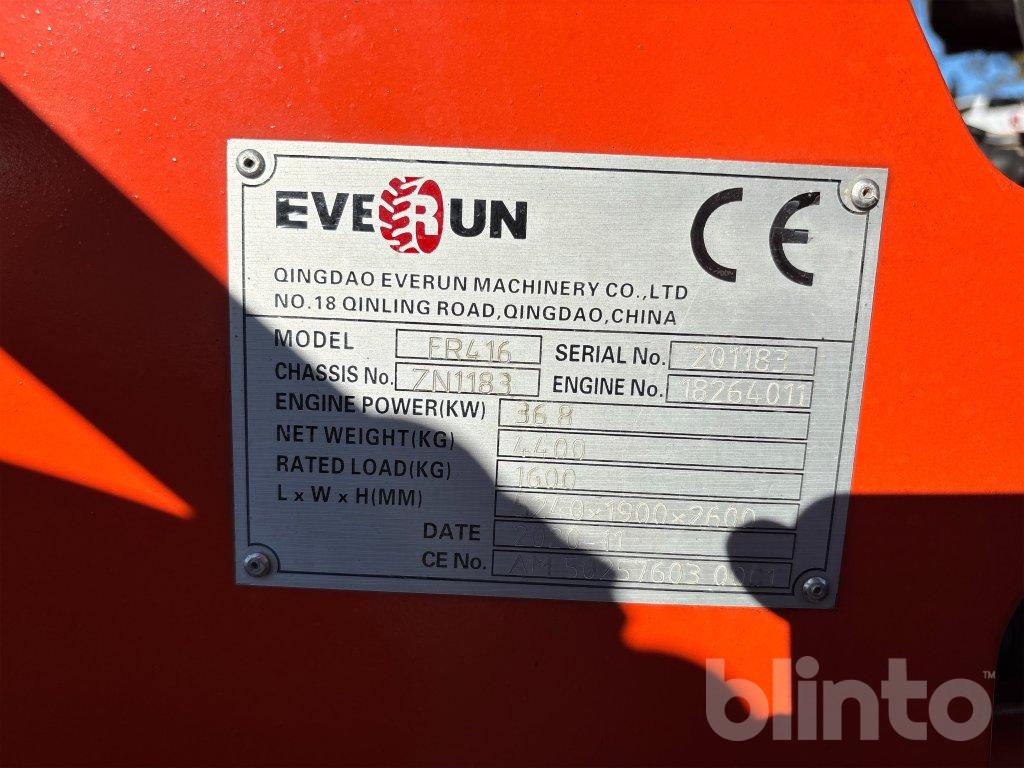 EVERUN
CE
QINGDAO EVERUN MACHINERY CO.,LTD
NO.18 QINLING ROAD,QINGDAO,CHINA
MODEL ER416 SERIAL No. 201183
CHASSIS No. ZN1183 ENGINE No. 18264011
ENGINE POWER(KW) 36.8
NET WEIGHT(KG) 4400
RATED LOAD(KG) 1600
L x W x H(MM)
DATE
CE No. AM
blinto™